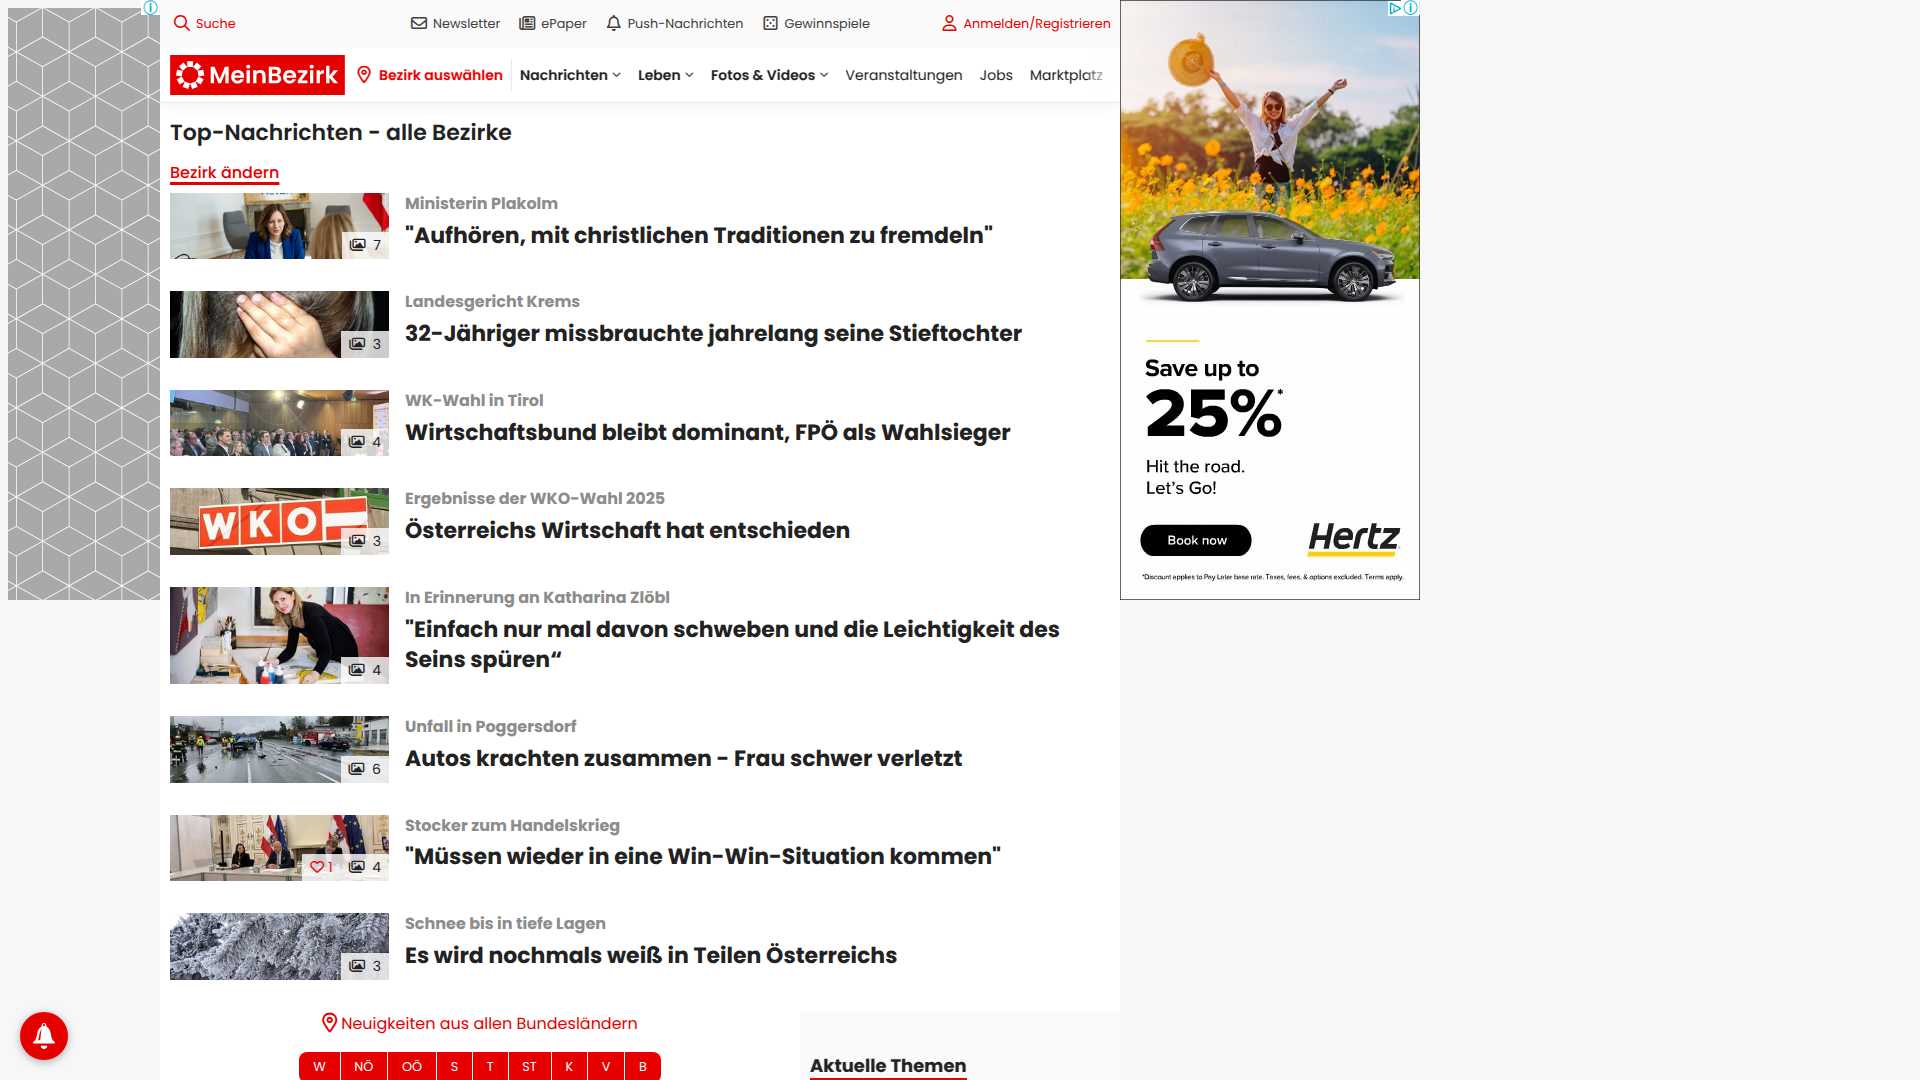 Suche
Newsletter
ePaper
Push-Nachrichten
Gewinnspiele
Anmelden/Registrieren
MeinBezirk
Bezirk auswählen
Nachrichten
Leben
Fotos & Videos
Veranstaltungen
Jobs
Marktplatz
Top-Nachrichten - alle Bezirke
Bezirk ändern
7
Ministerin Plakolm
"Aufhören, mit christlichen Traditionen zu fremdeln"
3
Landesgericht Krems
32-Jähriger missbrauchte jahrelang seine Stieftochter
4
WK-Wahl in Tirol
Wirtschaftsbund bleibt dominant, FPÖ als Wahlsieger
WKO
3
Ergebnisse der WKO-Wahl 2025
Österreichs Wirtschaft hat entschieden
4
In Erinnerung an Katharina Zlöbl
"Einfach nur mal davon schweben und die Leichtigkeit des
Seins spüren“
6
Unfall in Poggersdorf
Autos krachten zusammen - Frau schwer verletzt
1 4
Stocker zum Handelskrieg
"Müssen wieder in eine Win-Win-Situation kommen"
3
Schnee bis in tiefe Lagen
Es wird nochmals weiß in Teilen Österreichs
Neuigkeiten aus allen Bundesländern
W NÖ OÖ S T ST K V B
Aktuelle Themen
Save up to
25%*
Hit the road.
Let's Go!
Book now
Hertz
*Discount applies to Pay Later base rate. Taxes, fees, & options excluded. Terms apply.